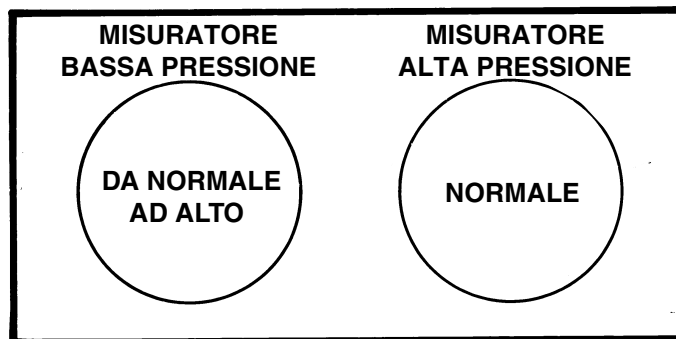 MISURATORE
BASSA PRESSIONE
DA NORMALE
AD ALTO
MISURATORE
ALTA PRESSIONE
NORMALE